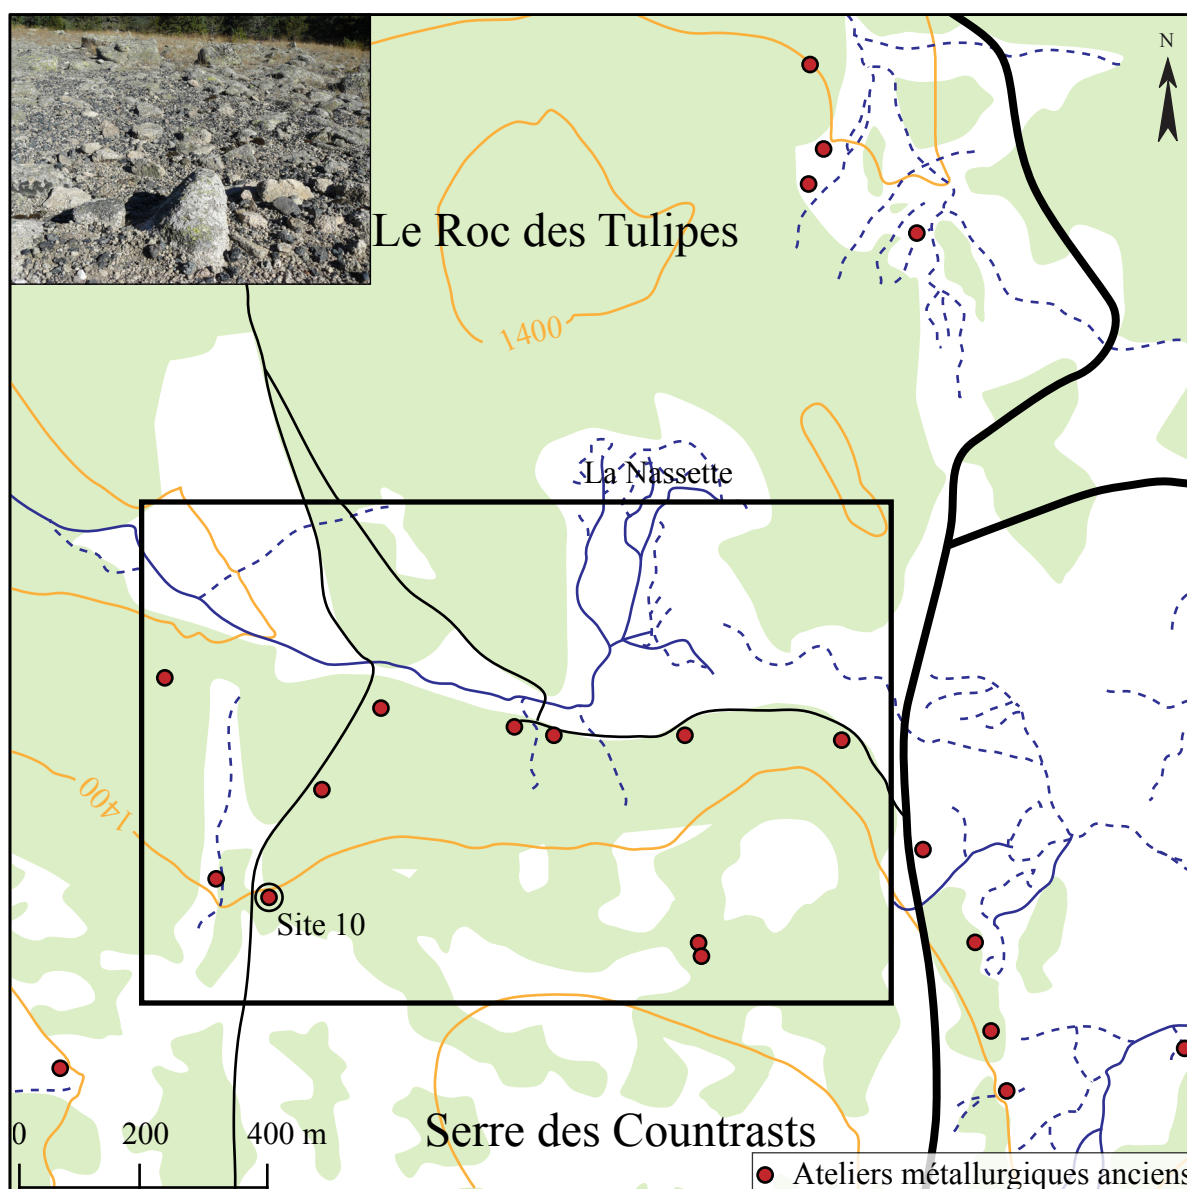 N
Le Roc des Tulipes
1400
La Nassette
1400
Site 10
0 200 400 m
Serre des Countrasts
Ateliers métallurgiques anciens